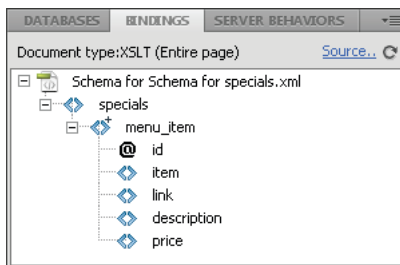 DATABASES BINDINGS SERVER BEHAVIORS
Document type:XSLT (Entire page) Source..
Schema for Schema for specials.xml
specials
menu_item
@ id
item
link
description
price